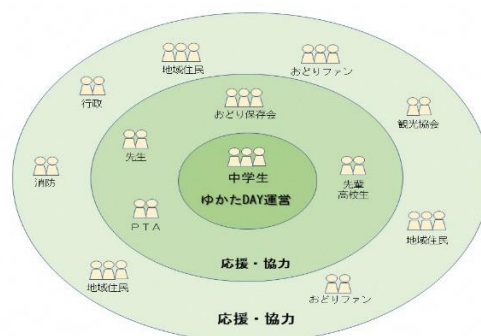 地域住民
おどりファン
行政
おどり保存会
観光協会
先生
中学生
消防
先輩
高校生
ゆかたDAY運営
ＰＴＡ
地域住民
応援・協力
地域住民
おどりファン
応援・協力